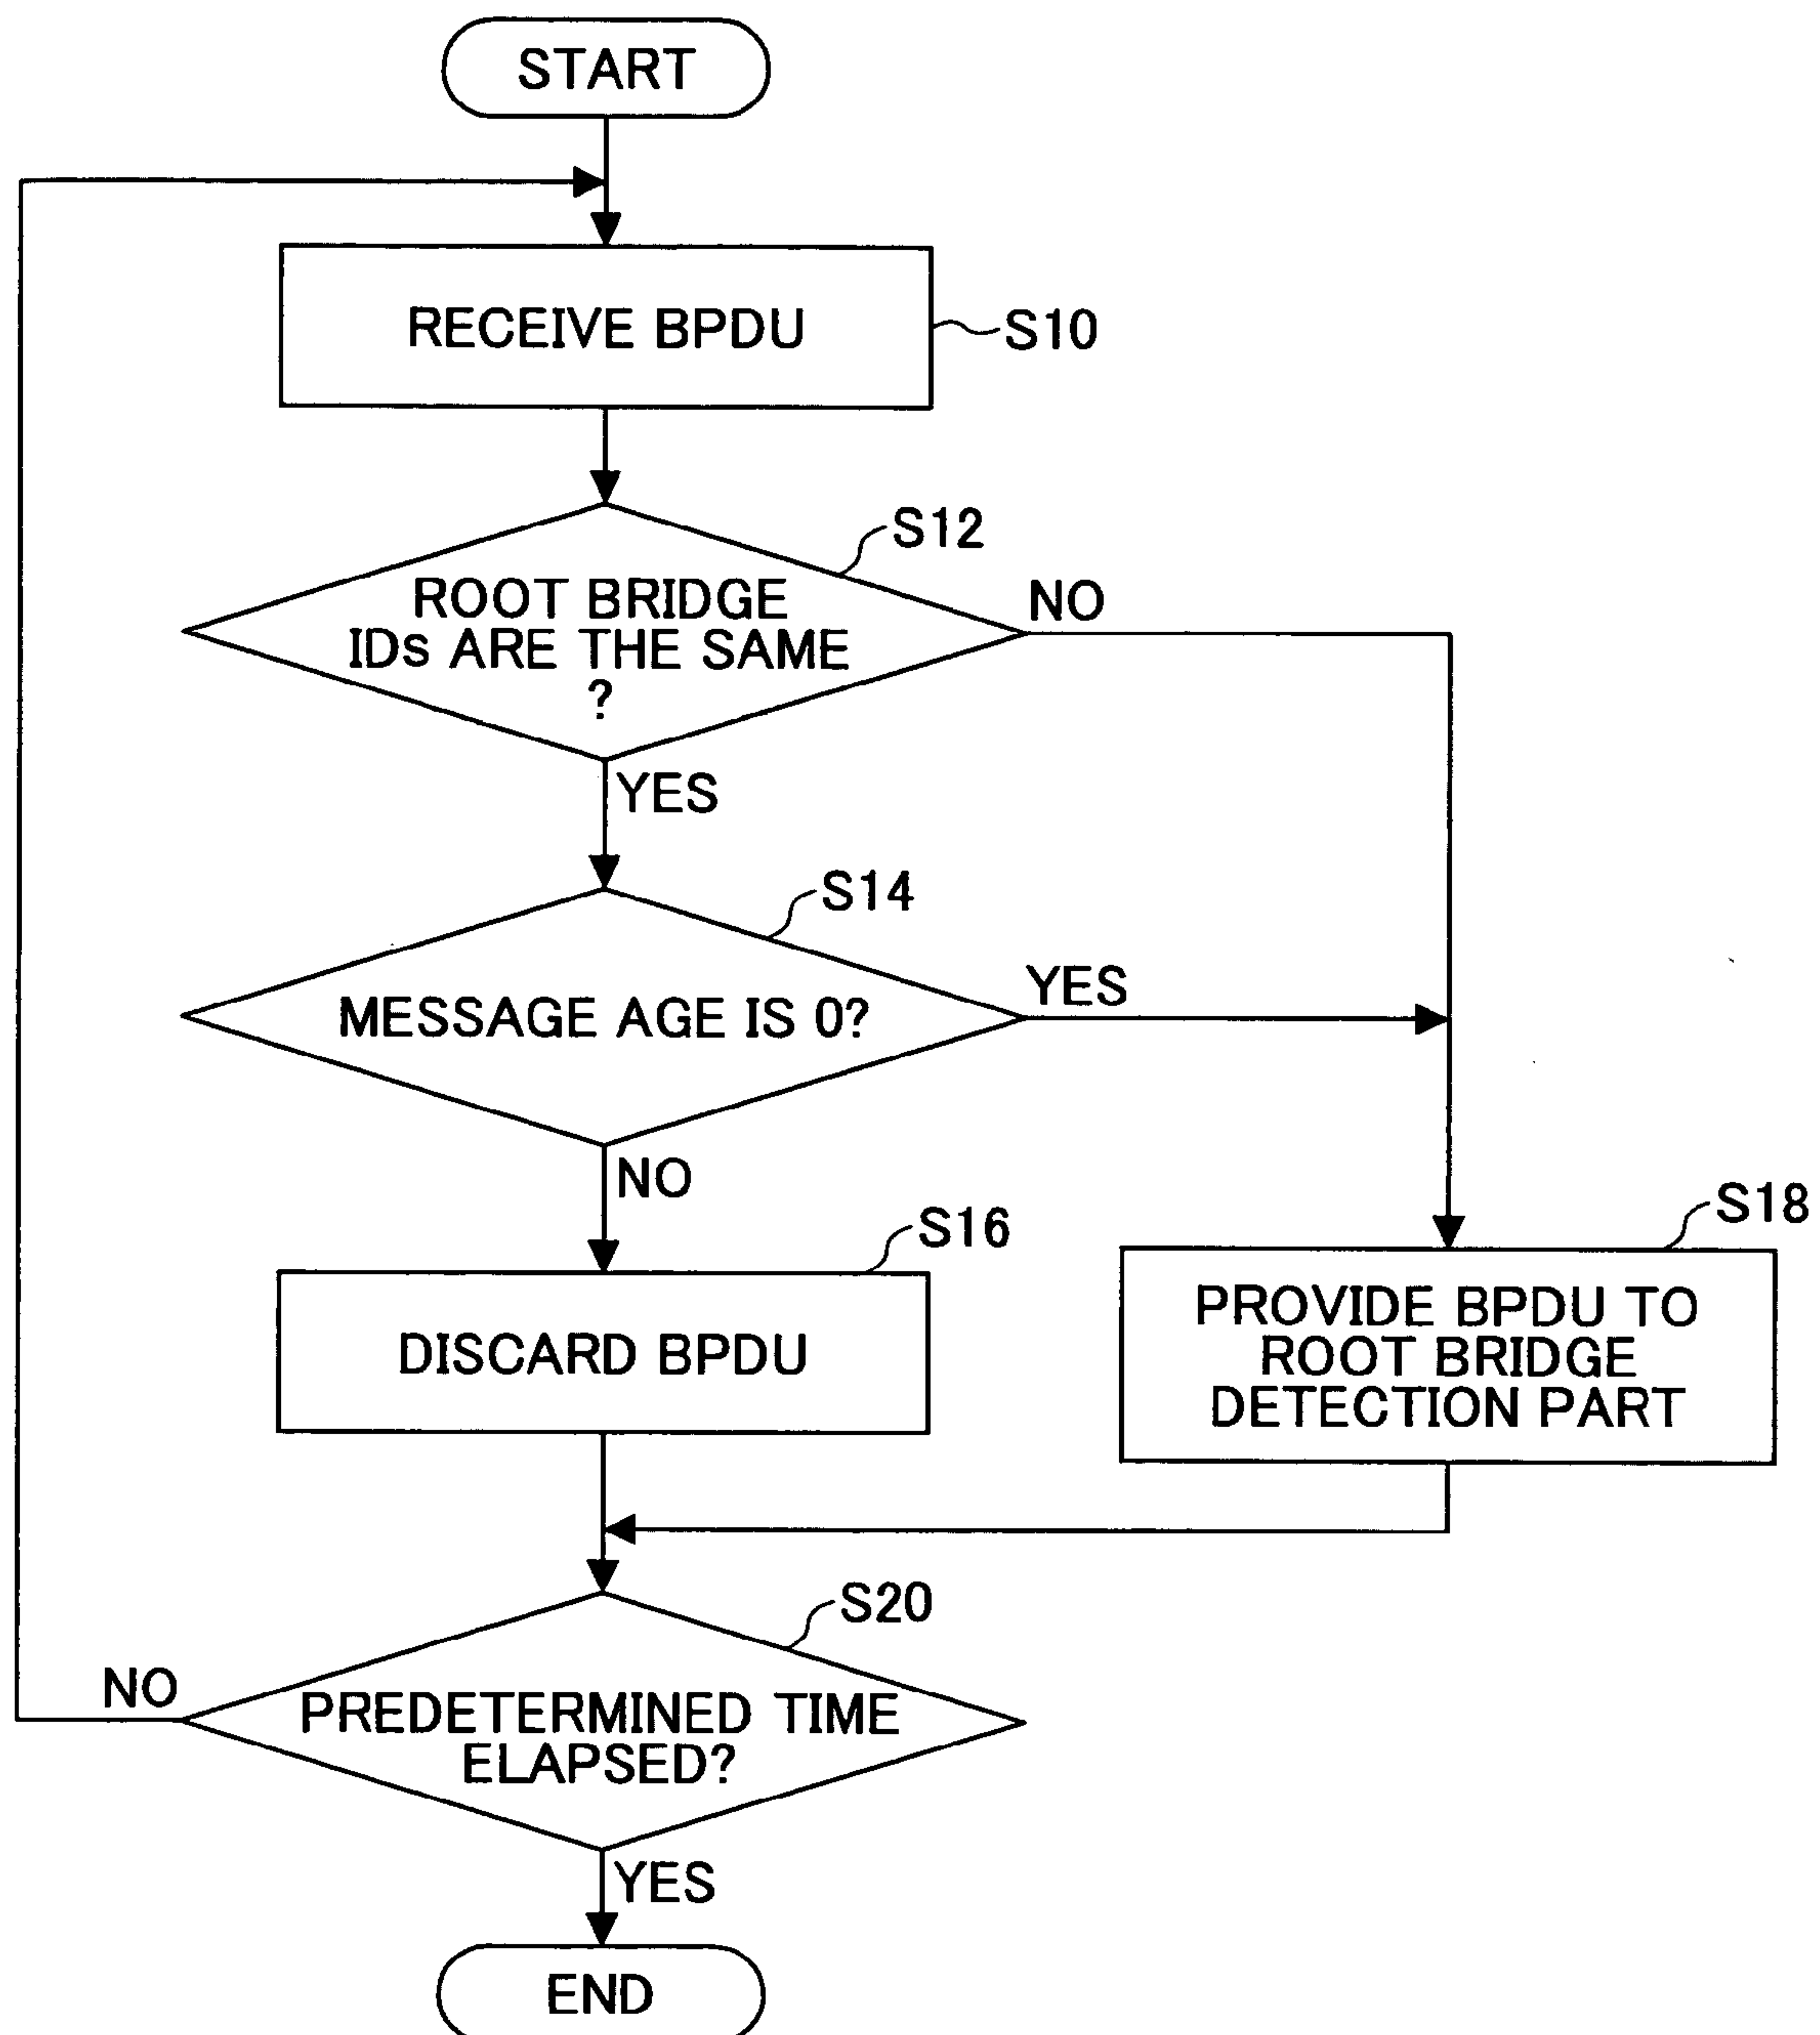 START
RECEIVE BPDU
S10
S12
ROOT BRIDGE
IDs ARE THE SAME
?
NO
YES
S14
MESSAGE AGE IS 0?
YES
NO
S16
DISCARD BPDU
S18
PROVIDE BPDU TO
ROOT BRIDGE
DETECTION PART
S20
PREDETERMINED TIME
ELAPSED?
NO
YES
END